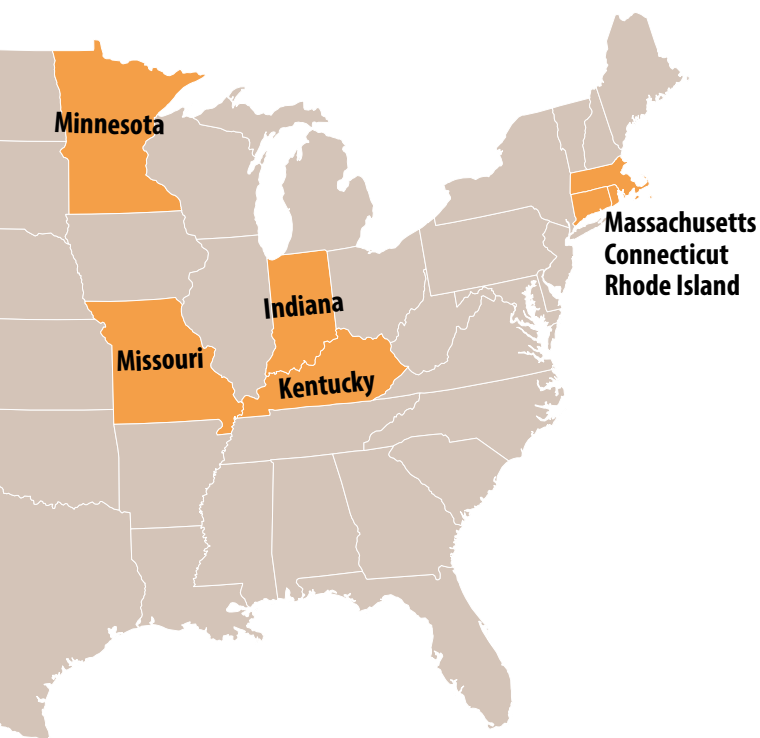 Minnesota
Massachusetts
Connecticut
Rhode Island
Indiana
Missouri
Kentucky